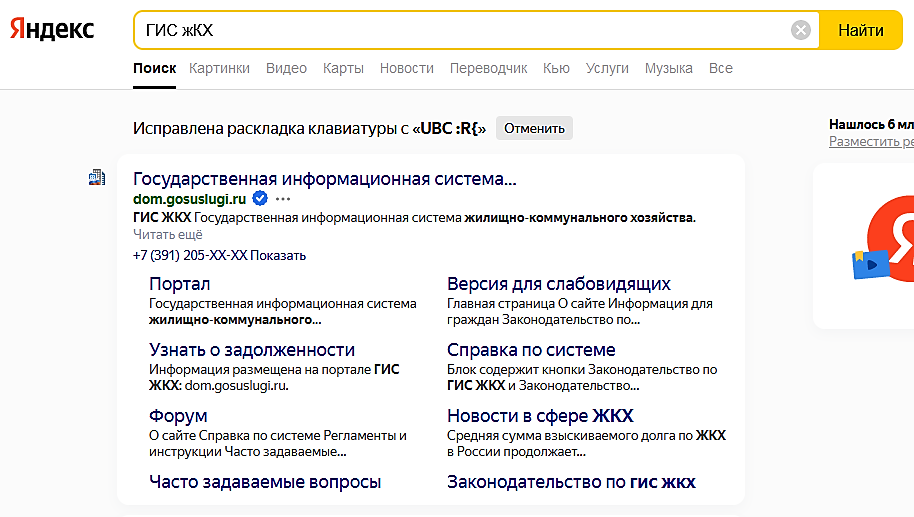 Яндекс
ГИС жКХ
Найти
Поиск Картинки Видео Карты Новости Переводчик Кью Услуги Музыка Все
Исправлена раскладка клавиатуры с «UBC :R{» Отменить
Нашлось 6 мл
Разместить ре
Государственная информационная система...
dom.gosuslugi.ru
ГИС ЖКХ Государственная информационная система жилищно-коммунального хозяйства.
Читать ещё
+7 (391) 205-XX-XX Показать
Портал
Государственная информационная система
жилищно-коммунального...
Версия для слабовидящих
Главная страница О сайте Информация для
граждан Законодательство по...
Узнать о задолженности
Информация размещена на портале ГИС
ЖКХ: dom.gosuslugi.ru.
Справка по системе
Блок содержит кнопки Законодательство по
ГИС ЖКХ и Законодательство...
Форум
О сайте Справка по системе Регламенты и
инструкции Часто задаваемые...
Новости в сфере ЖКХ
Средняя сумма взыскиваемого долга по ЖКХ
в России продолжает...
Часто задаваемые вопросы
Законодательство по гис жкх